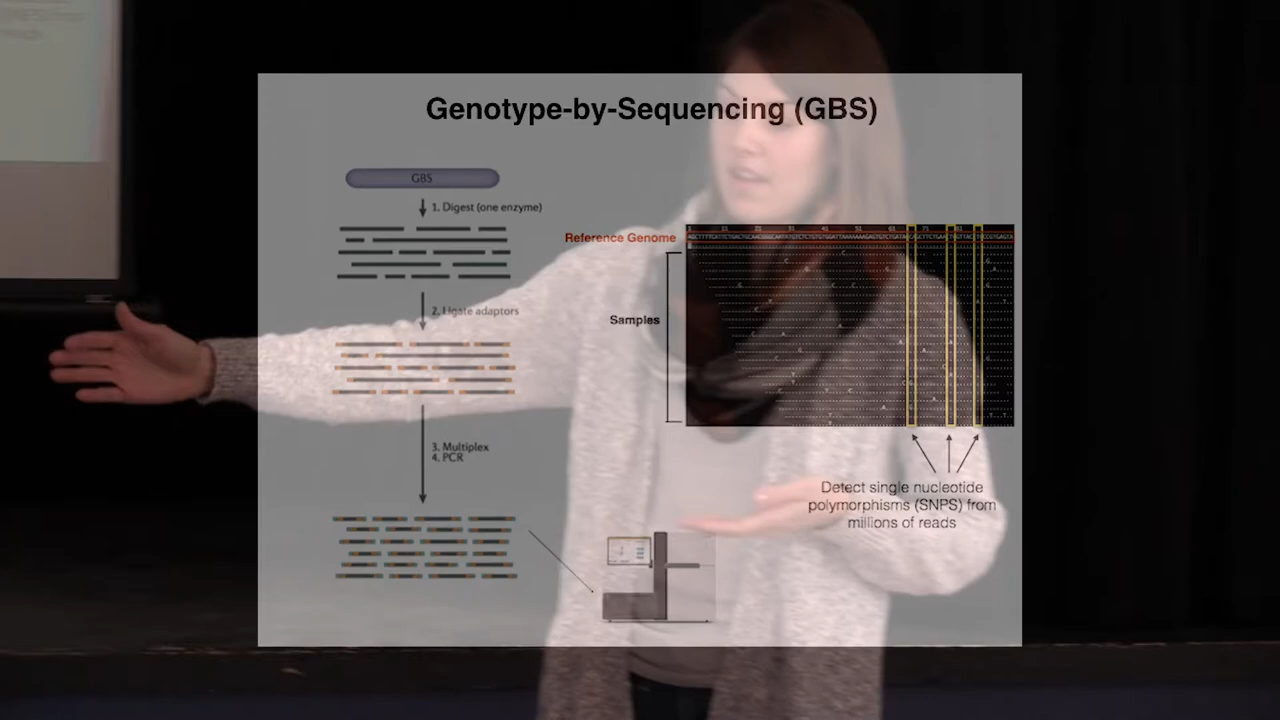 Genotype-by-Sequencing (GBS)
GBS
1. Digest (one enzyme)
2. Ligate adaptors
3. Multiplex
4. PCR
Reference Genome
Samples
Detect single nucleotide
polymorphisms (SNPS) from
millions of reads